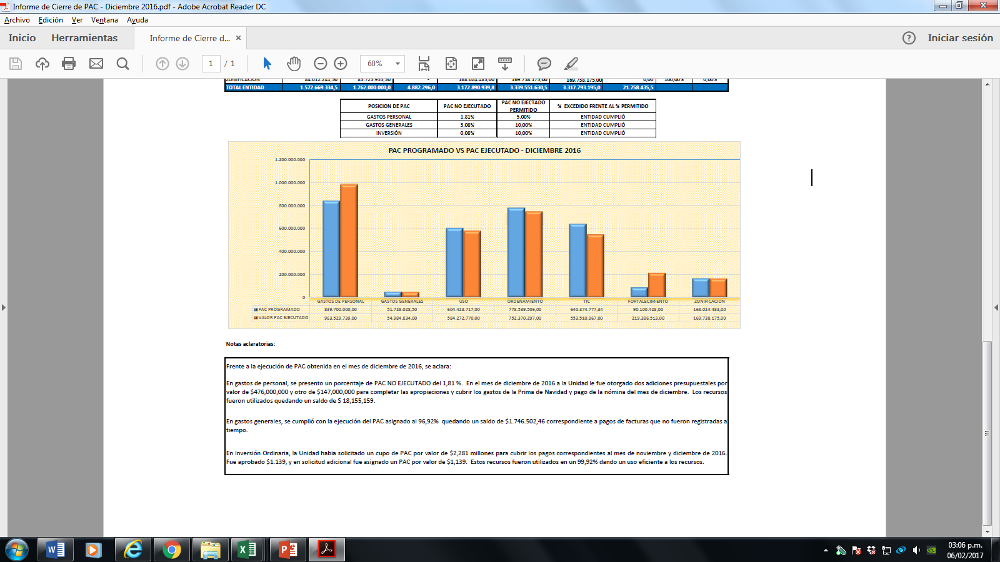 Informe de Cierre de PAC - Diciembre 2016.pdf - Adobe Acrobat Reader DC
Archivo Edición Ver Ventana Ayuda
Inicio Herramientas Informe de Cierre d... × ? Iniciar sesión
1 / 1 60%
ZONIFICACION 84.012.241,50 85.725.935,50 - 168.024.483,00 169.738.175,00 169.738.175,00 0,00 100,00% 0,00%
TOTAL ENTIDAD 1.572.669.334,5 1.762.000.000,0 4.882.296,0 3.172.890.939,8 3.339.551.630,5 3.317.793.195,0 21.758.435,5
POSICION DE PAC PAC NO EJECUTADO PAC NO EJECTADO PERMITIDO % EXCEDIDO FRENTE AL % PERMITIDO
GASTOS PERSONAL 1,81% 5,00% ENTIDAD CUMPLIÓ
GASTOS GENERALES 3,08% 10,00% ENTIDAD CUMPLIÓ
INVERSIÓN 0,08% 10,00% ENTIDAD CUMPLIÓ
PAC PROGRAMADO VS PAC EJECUTADO - DICIEMBRE 2016
1.200.000.000
1.000.000.000
800.000.000
600.000.000
400.000.000
200.000.000
0
GASTOS DE PERSONAL GASTOS GENERALES USO ORDENAMIENTO TIC FORTALECIMIENTO ZONIFICACION
PAC PROGRAMADO 839.700.000,00 51.728.028,50 604.423.717,00 778.539.506,00 640.374.777,34 90.100.428,00 168.024.483,00
VALOR PAC EJECUTADO 983.529.739,00 54.984.834,00 584.272.770,00 752.370.297,00 553.510.867,00 219.386.513,00 169.738.175,00
Notas aclaratorias:
Frente a la ejecución de PAC obtenida en el mes de diciembre de 2016, se aclara:
En gastos de personal, se presento un porcentaje de PAC NO EJECUTADO del 1,81 %. En el mes de diciembre de 2016 a la Unidad le fue otorgado dos adiciones presupuestales por
valor de $476,000,000 y otro de $147,000,000 para completar las apropiaciones y cubrir los gastos de la Prima de Navidad y pago de la nómina del mes de diciembre. Los recursos
fueron utilizados quedando un saldo de $ 18,155,159.
En gastos generales, se cumplió con la ejecución del PAC asignado al 96,92% quedando un saldo de $1.746.502,46 correspondiente a pagos de facturas que no fueron registradas a
tiempo.
En Inversión Ordinaria, la Unidad habia solicitado un cupo de PAC por valor de $2,281 millones para cubrir los pagos correspondientes al mes de noviembre y diciembre de 2016.
Fue aprobado $1.139, y en solicitud adicional fue asignado un PAC por valor de $1,139. Estos recursos fueron utilizados en un 99,92% dando un uso eficiente a los recursos.
03:06 p.m.
06/02/2017